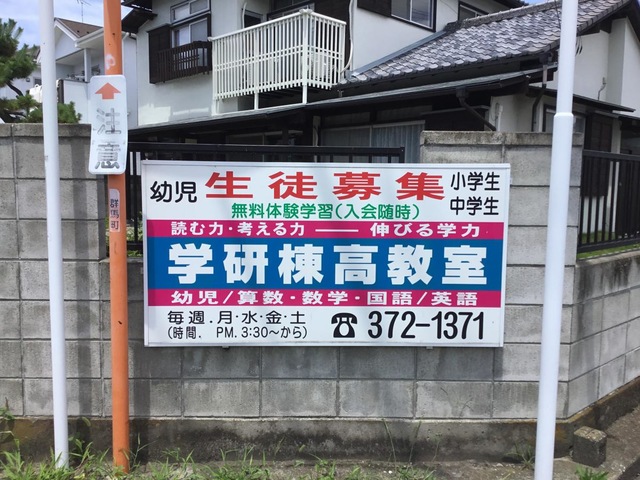 注意
群馬町
幼児 生徒募集 小学生 中学生
無料体験学習(入会随時)
読む力・考える力 ── 伸びる学力
学研棟高教室
幼児/算数・数学・国語/英語
毎週.月・水・金・土
(時間. PM. 3:30〜から)
☎ 372-1371